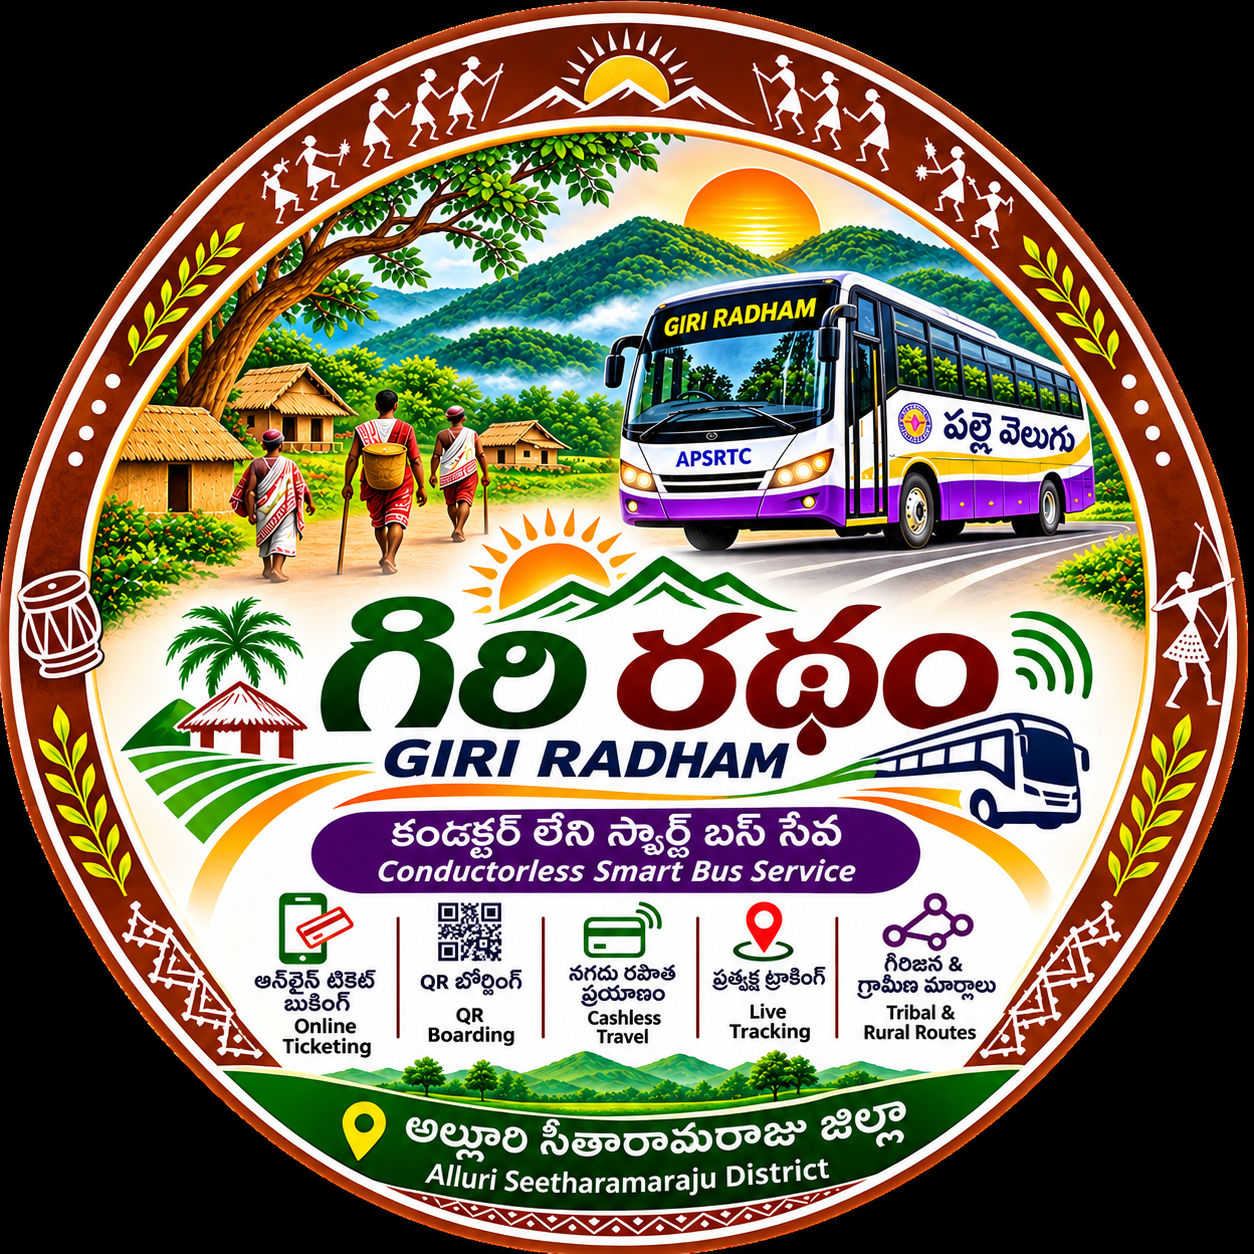 GIRI RADHAM
APSRTC
పల్లె వెలుగు
గిరి రథం
GIRI RADHAM
కండక్టర్ లేని స్మార్ట్ బస్ సేవ
Conductorless Smart Bus Service
ఆన్‌లైన్ టికెట్
బుకింగ్
Online
Ticketing
QR బోర్డింగ్
QR
Boarding
నగదు రహిత
ప్రయాణం
Cashless
Travel
ప్రత్యక్ష ట్రాకింగ్
Live
Tracking
గిరిజన &
గ్రామీణ మార్గాలు
Tribal &
Rural Routes
అల్లూరి సీతారామరాజు జిల్లా
Alluri Seetharamaraju District